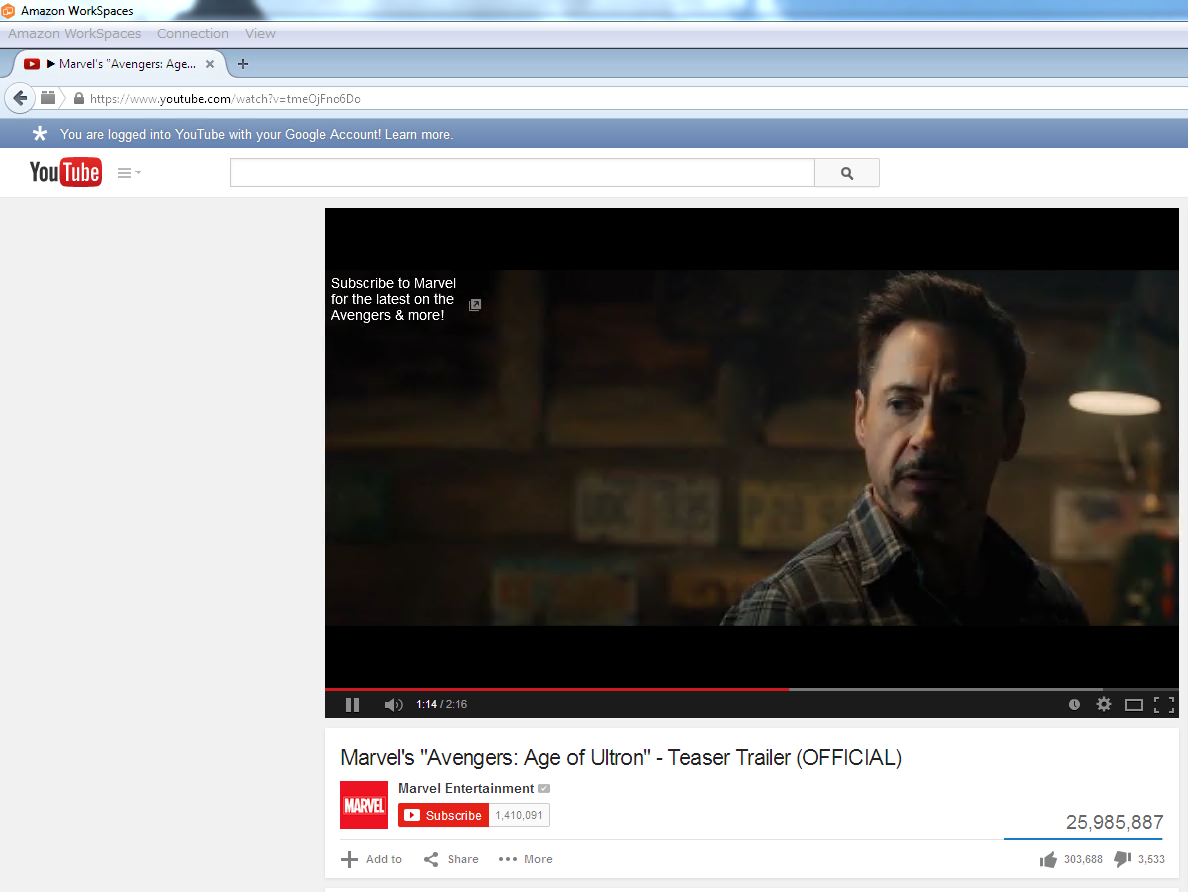 Amazon WorkSpaces
Amazon WorkSpaces Connection View
Marvel's "Avengers: Age...
https://www.youtube.com/watch?v=tmeOjFno6Do
You are logged into YouTube with your Google Account! Learn more.
YouTube
Subscribe to Marvel
for the latest on the
Avengers & more!
1:14 / 2:16
Marvel's "Avengers: Age of Ultron" - Teaser Trailer (OFFICIAL)
MARVEL
Marvel Entertainment
Subscribe 1,410,091
25,985,887
Add to Share More 303,688 3,533